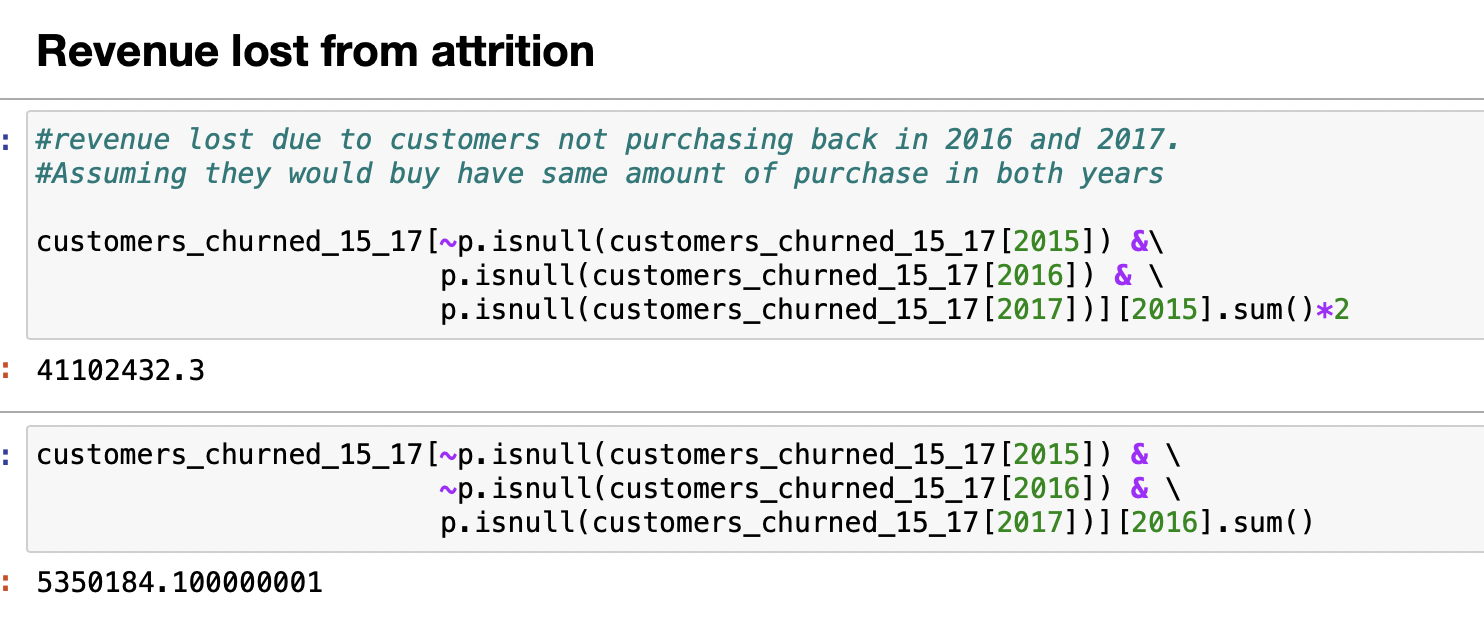 Revenue lost from attrition
: #revenue lost due to customers not purchasing back in 2016 and 2017.
#Assuming they would buy have same amount of purchase in both years
customers_churned_15_17[~p.isnull(customers_churned_15_17[2015]) &\
p.isnull(customers_churned_15_17[2016]) & \
p.isnull(customers_churned_15_17[2017])][2015].sum()*2
: 41102432.3
: customers_churned_15_17[~p.isnull(customers_churned_15_17[2015]) & \
~p.isnull(customers_churned_15_17[2016]) & \
p.isnull(customers_churned_15_17[2017])][2016].sum()
: 5350184.100000001